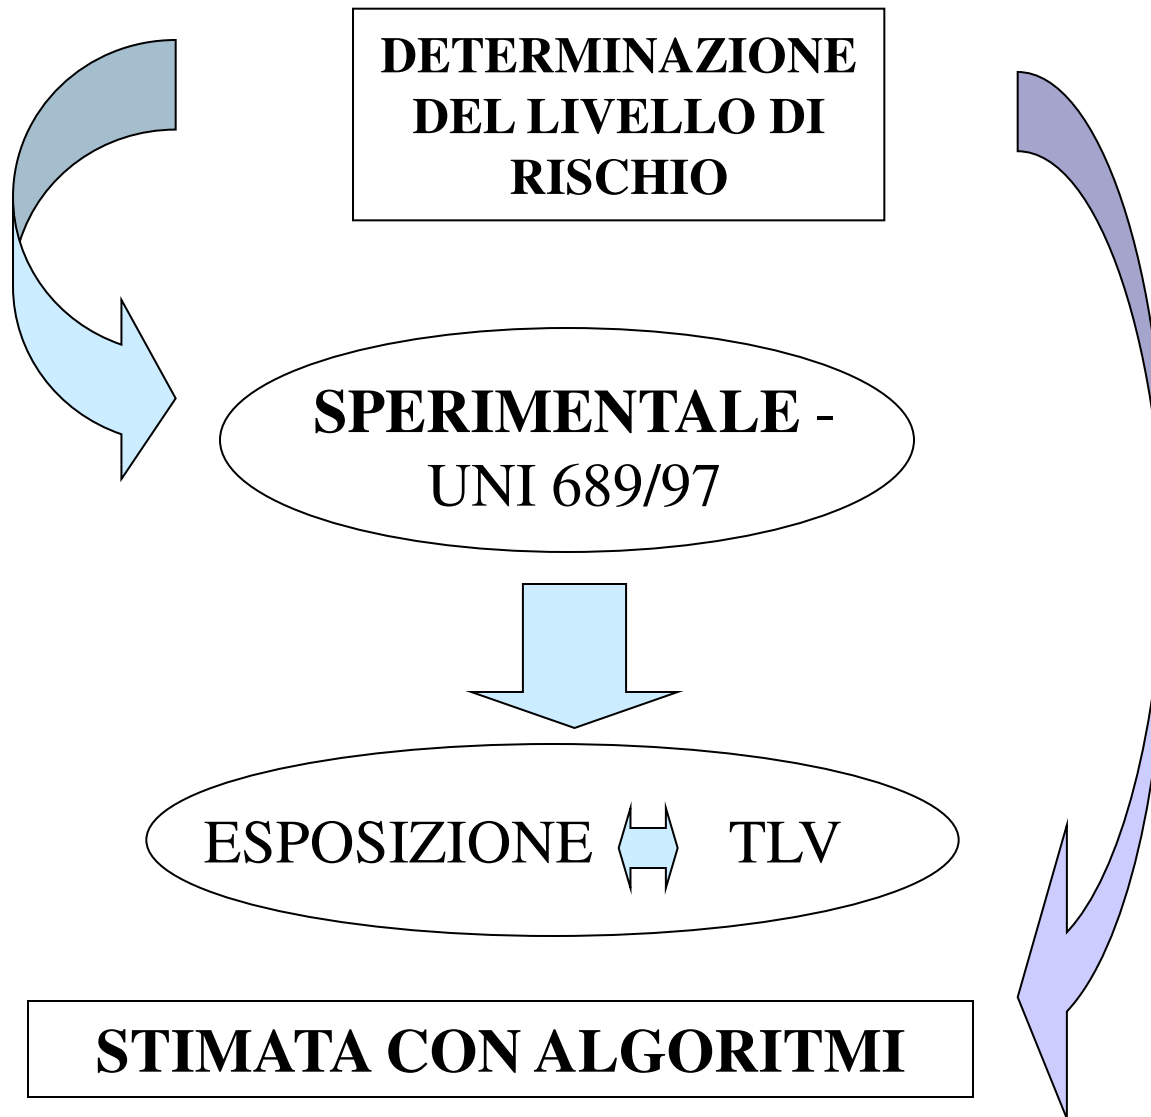 DETERMINAZIONE
DEL LIVELLO DI
RISCHIO
SPERIMENTALE -
UNI 689/97
ESPOSIZIONE TLV
STIMATA CON ALGORITMI